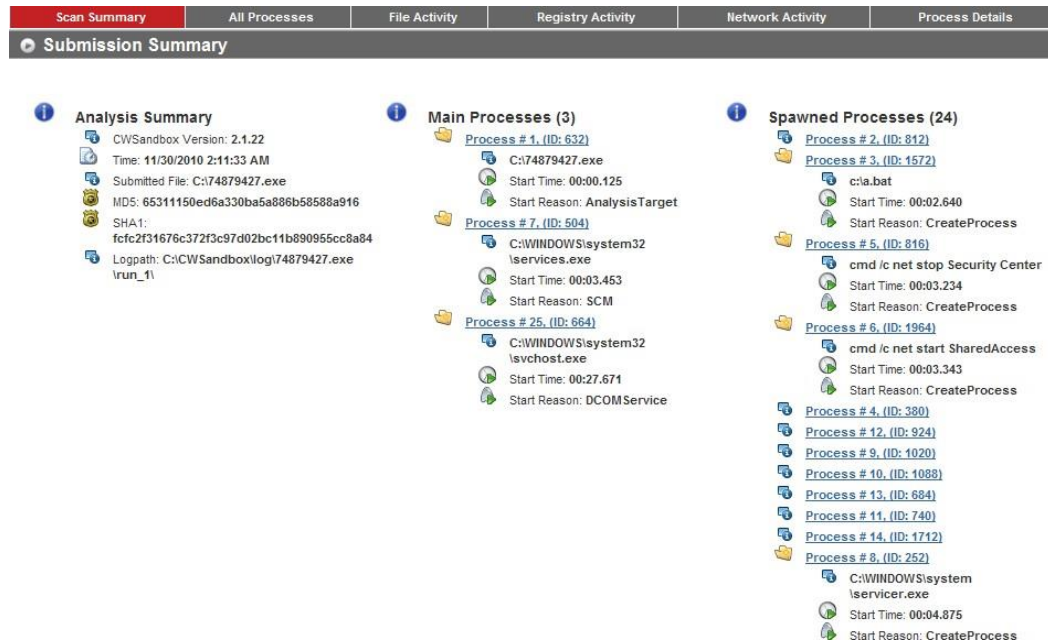 Scan Summary
All Processes
File Activity
Registry Activity
Network Activity
Process Details
Submission Summary
Analysis Summary
CWSandbox Version: 2.1.22
Time: 11/30/2010 2:11:33 AM
Submitted File: C:\74879427.exe
MD5: 65311150ed6a330ba5a886b58588a916
SHA1:
fcfc2f31676c372f3c97d02bc11b890955cc8a84
Logpath: C:\CWSandbox\log\74879427.exe
\run_1\
Main Processes (3)
Process # 1, (ID: 632)
C:\74879427.exe
Start Time: 00:00.125
Start Reason: AnalysisTarget
Process # 7, (ID: 504)
C:\WINDOWS\system32
\services.exe
Start Time: 00:03.453
Start Reason: SCM
Process # 25, (ID: 664)
C:\WINDOWS\system32
\svchost.exe
Start Time: 00:27.671
Start Reason: DCOMService
Spawned Processes (24)
Process # 2, (ID: 812)
Process # 3, (ID: 1572)
c:\a.bat
Start Time: 00:02.640
Start Reason: CreateProcess
Process # 5, (ID: 816)
cmd /c net stop Security Center
Start Time: 00:03.234
Start Reason: CreateProcess
Process # 6, (ID: 1964)
cmd /c net start SharedAccess
Start Time: 00:03.343
Start Reason: CreateProcess
Process # 4, (ID: 380)
Process # 12, (ID: 924)
Process # 9, (ID: 1020)
Process # 10, (ID: 1088)
Process # 13, (ID: 684)
Process # 11, (ID: 740)
Process # 14, (ID: 1712)
Process # 8, (ID: 252)
C:\WINDOWS\system
\servicer.exe
Start Time: 00:04.875
Start Reason: CreateProcess